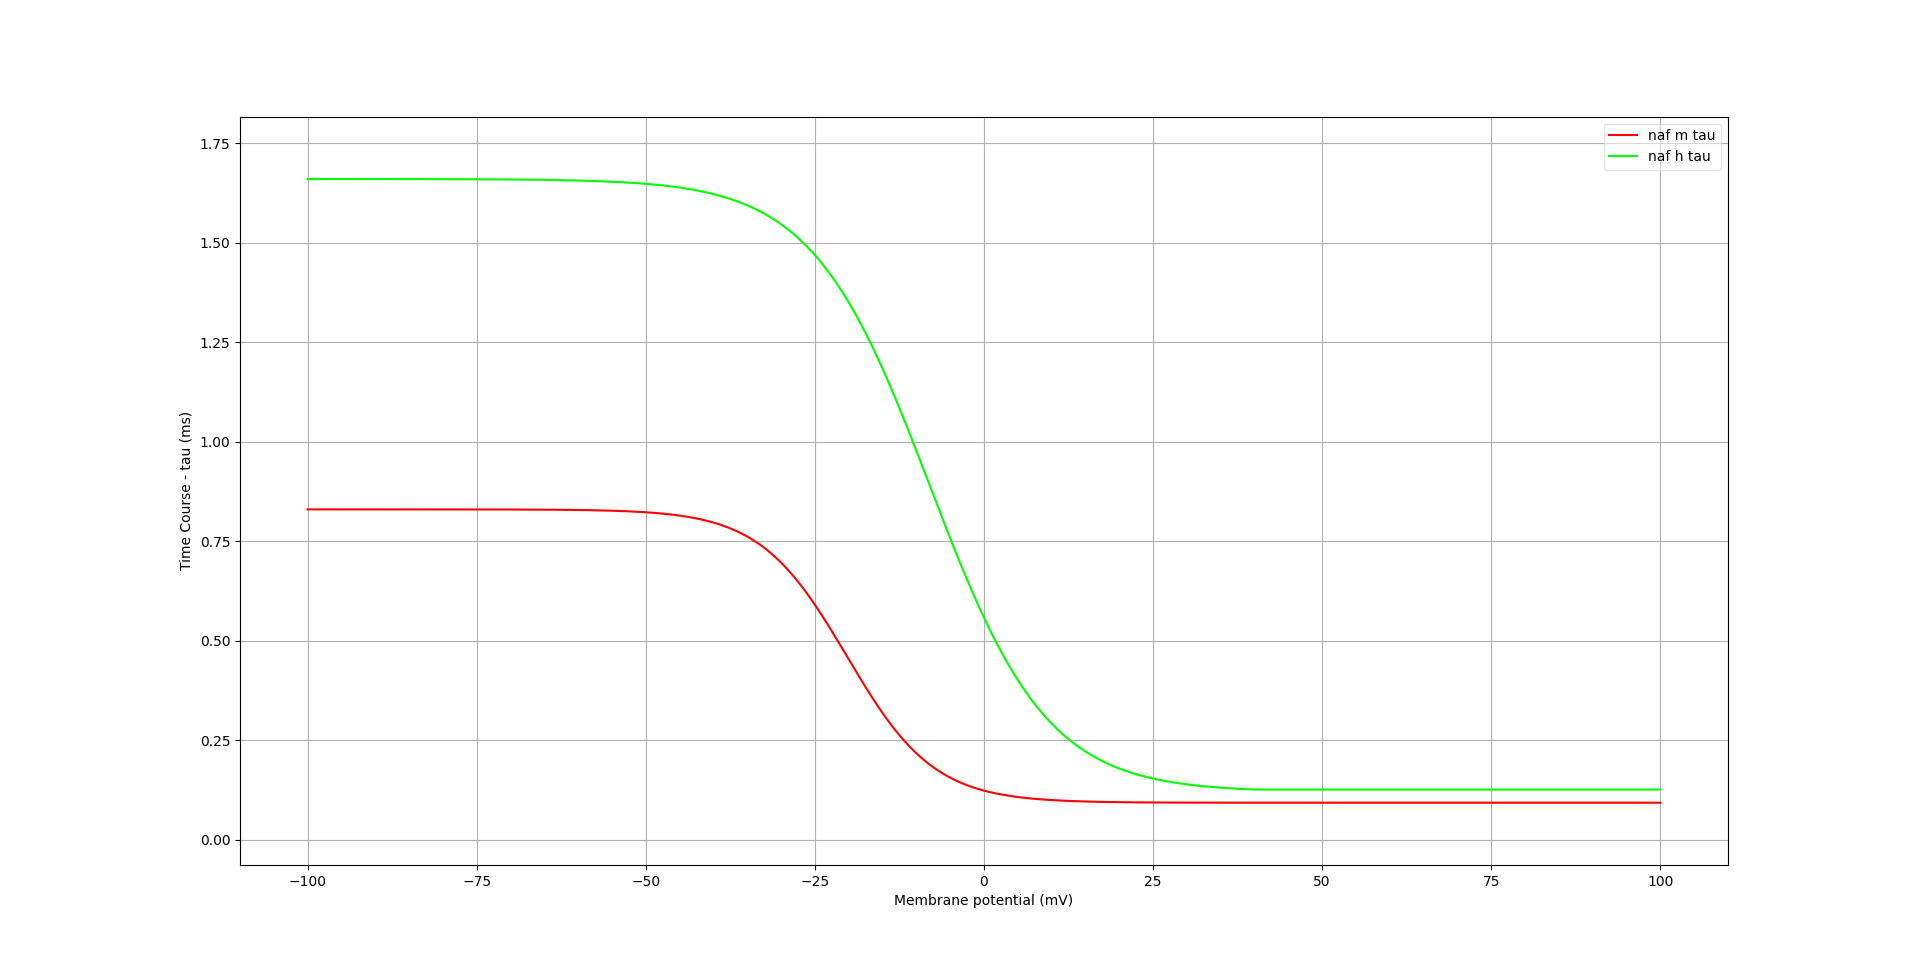 naf m tau
naf h tau
1.75
1.50
1.25
1.00
0.75
0.50
0.25
0.00
Time Course - tau (ms)
−100 −75 −50 −25 0 25 50 75 100
Membrane potential (mV)